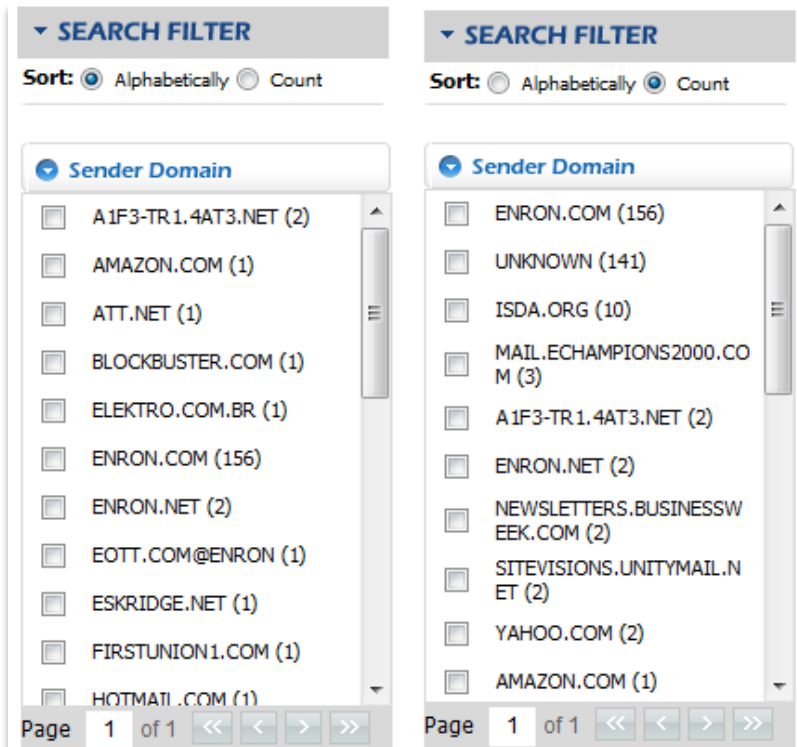 SEARCH FILTER
Sort: Alphabetically Count
Sender Domain
A1F3-TR1.4AT3.NET (2)
AMAZON.COM (1)
ATT.NET (1)
BLOCKBUSTER.COM (1)
ELEKTRO.COM.BR (1)
ENRON.COM (156)
ENRON.NET (2)
EOTT.COM@ENRON (1)
ESKRIDGE.NET (1)
FIRSTUNION1.COM (1)
HOTMAIL.COM (1)
Page 1 of 1 << < > >>
SEARCH FILTER
Sort: Alphabetically Count
Sender Domain
ENRON.COM (156)
UNKNOWN (141)
ISDA.ORG (10)
MAIL.ECHAMPIONS2000.CO
M (3)
A1F3-TR1.4AT3.NET (2)
ENRON.NET (2)
NEWSLETTERS.BUSINESSW
EEK.COM (2)
SITEVISIONS.UNITYMAIL.N
ET (2)
YAHOO.COM (2)
AMAZON.COM (1)
Page 1 of 1 << < > >>